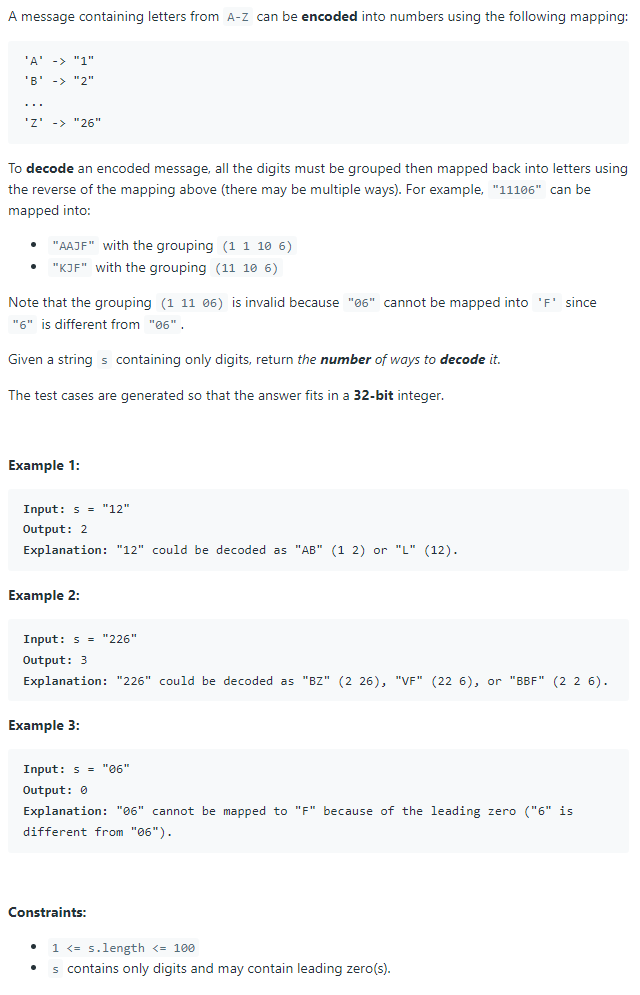 A message containing letters from A-Z can be encoded into numbers using the following mapping:
'A' -> "1"
'B' -> "2"
...
'Z' -> "26"
To decode an encoded message, all the digits must be grouped then mapped back into letters using
the reverse of the mapping above (there may be multiple ways). For example, "11106" can be
mapped into:
• "AAJF" with the grouping (1 1 10 6)
• "KJF" with the grouping (11 10 6)
Note that the grouping (1 11 06) is invalid because "06" cannot be mapped into 'F' since
"6" is different from "06".
Given a string s containing only digits, return the number of ways to decode it.
The test cases are generated so that the answer fits in a 32-bit integer.
Example 1:
Input: s = "12"
Output: 2
Explanation: "12" could be decoded as "AB" (1 2) or "L" (12).
Example 2:
Input: s = "226"
Output: 3
Explanation: "226" could be decoded as "BZ" (2 26), "VF" (22 6), or "BBF" (2 2 6).
Example 3:
Input: s = "06"
Output: 0
Explanation: "06" cannot be mapped to "F" because of the leading zero ("6" is
different from "06").
Constraints:
• 1 <= s.length <= 100
• s contains only digits and may contain leading zero(s).